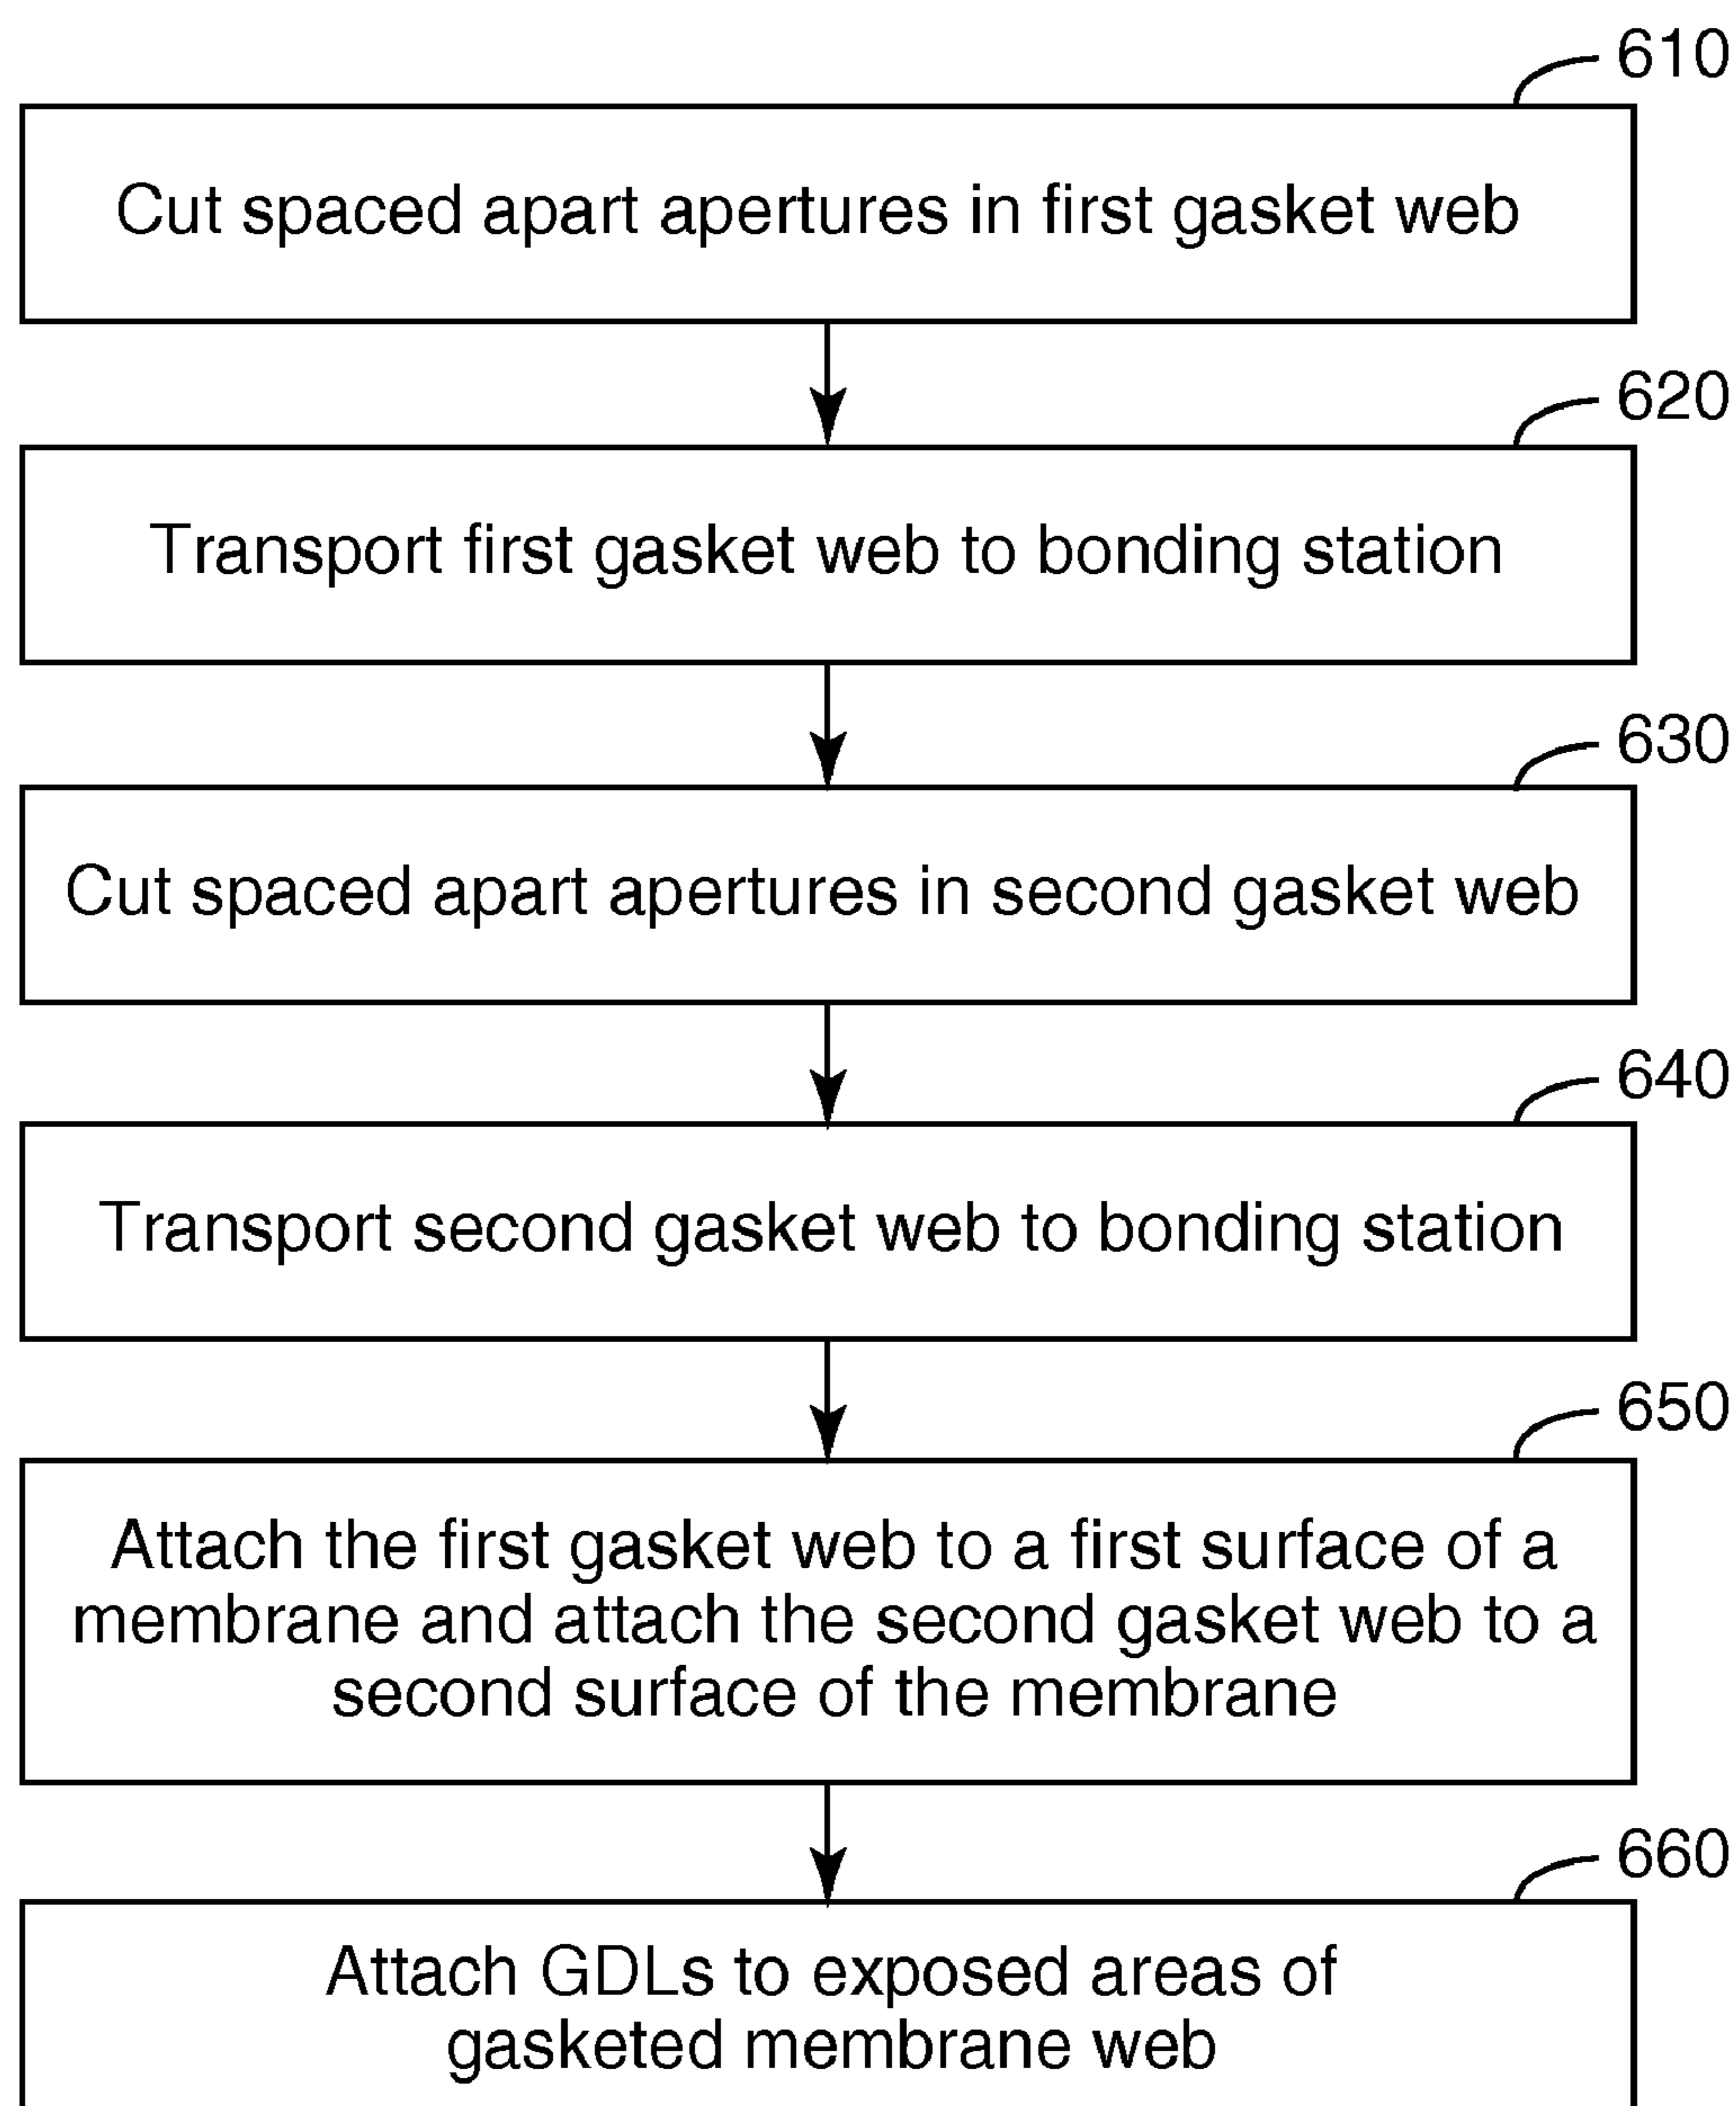 610
Cut spaced apart apertures in first gasket web
620
Transport first gasket web to bonding station
630
Cut spaced apart apertures in second gasket web
640
Transport second gasket web to bonding station
650
Attach the first gasket web to a first surface of a
membrane and attach the second gasket web to a
second surface of the membrane
660
Attach GDLs to exposed areas of
gasketed membrane web